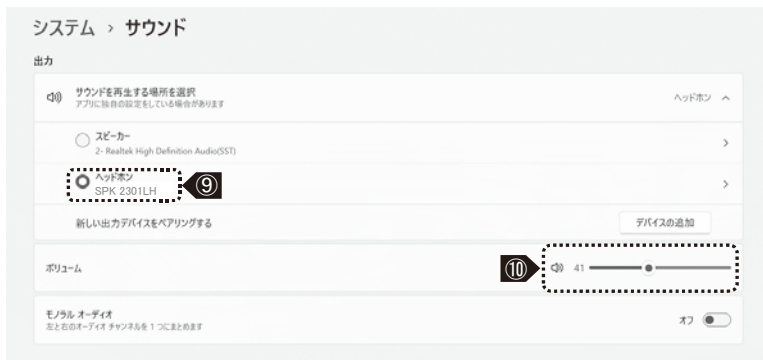 システム › サウンド
出力
サウンドを再生する場所を選択
アプリに独自の設定をしている場合があります
ヘッドホン
スピーカー
2- Realtek High Definition Audio(SST)
ヘッドホン
SPK 2301LH
⑨
新しい出力デバイスをペアリングする
デバイスの追加
ボリューム
⑩
41
モノラル オーディオ
左と右のオーディオ チャンネルを 1 つにまとめます
オフ